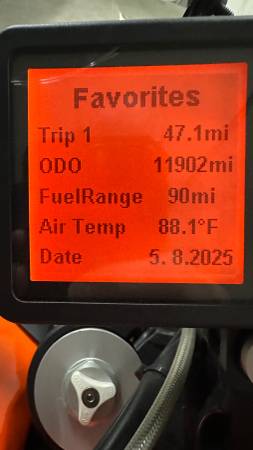 Favorites
Trip 1 47.1mi
ODO 11902mi
FuelRange 90mi
Air Temp 88.1°F
Date 5. 8.2025